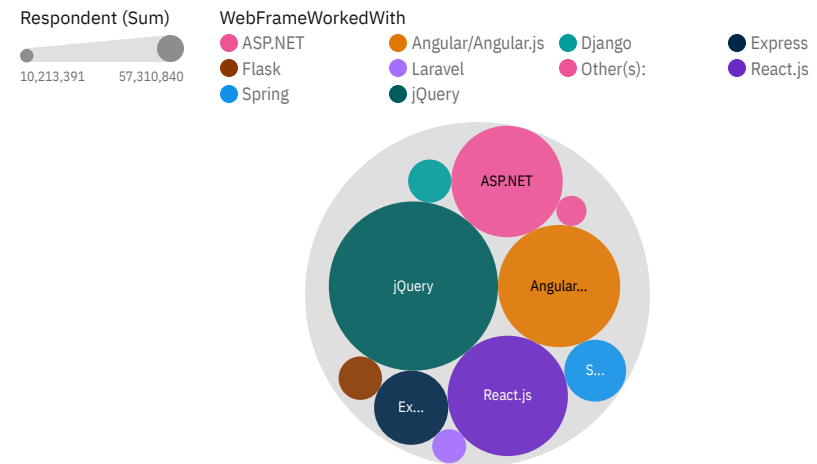 Respondent (Sum)
10,213,391 57,310,840
WebFrameWorkedWith
ASP.NET Angular/Angular.js Django Express
Flask Laravel Other(s): React.js
Spring jQuery
ASP.NET
jQuery
Angular...
S...
React.js
Ex...